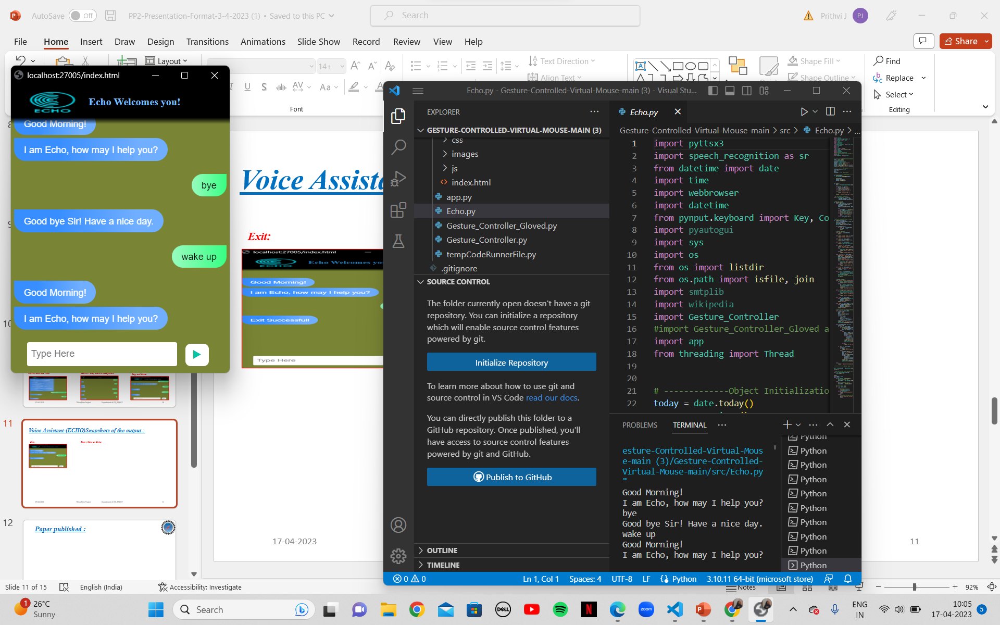 AutoSave Off PP2-Presentation-Format-3-4-2023 (1) • Saved to this PC Search Prithvi J PJ
File Home Insert Draw Design Transitions Animations Slide Show Record Review View Help Share
Layout 14+ Text Direction Shape Fill Find
Aa Align Text Shape Outline Replace
Select
Font Editing
localhost:27005/index.html
ECHO Echo Welcomes you!
Good Morning!
I am Echo, how may I help you?
bye
Good bye Sir! Have a nice day.
wake up
Good Morning!
I am Echo, how may I help you?
Type Here
10
11
Voice Assistant-(ECHO)Snapshots of the output :
12
Paper published :
Voice Assista
Exit:
localhost:27005/index.html
ECHO Echo Welcomes yo
Good Morning!
I am Echo, how may I help you?
Exit Successfull
Type Here
17-04-2023
11
Echo.py - Gesture-Controlled-Virtual-Mouse-main (3) - Visual Stu...
EXPLORER
GESTURE-CONTROLLED-VIRTUAL-MOUSE-MAIN (3)
css
images
js
index.html
app.py
Echo.py
Gesture_Controller_Gloved.py
Gesture_Controller.py
tempCodeRunnerFile.py
.gitignore
SOURCE CONTROL
The folder currently open doesn't have a git
repository. You can initialize a repository
which will enable source control features
powered by git.
Initialize Repository
To learn more about how to use git and
source control in VS Code read our docs.
You can directly publish this folder to a
GitHub repository. Once published, you'll
have access to source control features
powered by git and GitHub.
Publish to GitHub
OUTLINE
TIMELINE
Echo.py
Gesture-Controlled-Virtual-Mouse-main > src > Echo.py > ...
1 import pyttsx3
2 import speech_recognition as sr
3 from datetime import date
4 import time
5 import webbrowser
6 import datetime
7 from pynput.keyboard import Key, Co
8 import pyautogui
9 import sys
10 import os
11 from os import listdir
12 from os.path import isfile, join
13 import smtplib
14 import wikipedia
15 import Gesture_Controller
16 #import Gesture_Controller_Gloved a
17 import app
18 from threading import Thread
19
20
21 # -------------Object Initializatio
22 today = date.today()
PROBLEMS TERMINAL
esture-Controlled-Virtual-Mous
e-main (3)/Gesture-Controlled-
Virtual-Mouse-main/src/Echo.py
"
Good Morning!
I am Echo, how may I help you?
bye
Good bye Sir! Have a nice day.
wake up
Good Morning!
I am Echo, how may I help you?
Python
Python
Python
Python
Python
Python
Python
Python
Python
Python
0 0 Ln 1, Col 1 Spaces: 4 UTF-8 LF Python 3.10.11 64-bit (microsoft store)
Slide 11 of 15 English (India) Accessibility: Investigate Notes 92%
1 26°C
Sunny
Search DELL zoom ENG
IN
10:05
17-04-2023 5